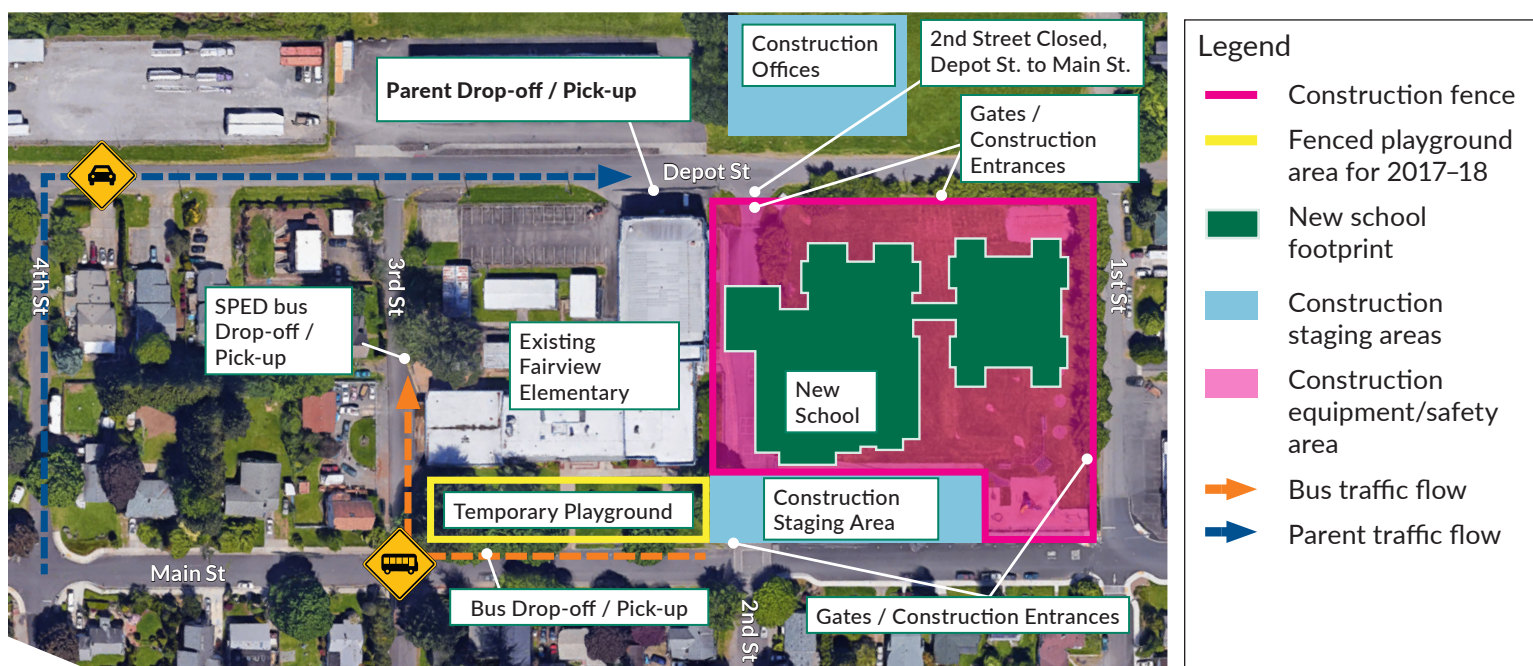 Construction
Offices
2nd Street Closed,
Depot St. to Main St.
Parent Drop-off / Pick-up
Gates /
Construction
Entrances
Depot St
4th St
3rd St
1st St
SPED bus
Drop-off /
Pick-up
Existing
Fairview
Elementary
New
School
Temporary Playground
Construction
Staging Area
Main St
Bus Drop-off / Pick-up
2nd St
Gates / Construction Entrances
Legend
Construction fence
Fenced playground
area for 2017–18
New school
footprint
Construction
staging areas
Construction
equipment/safety
area
Bus traffic flow
Parent traffic flow